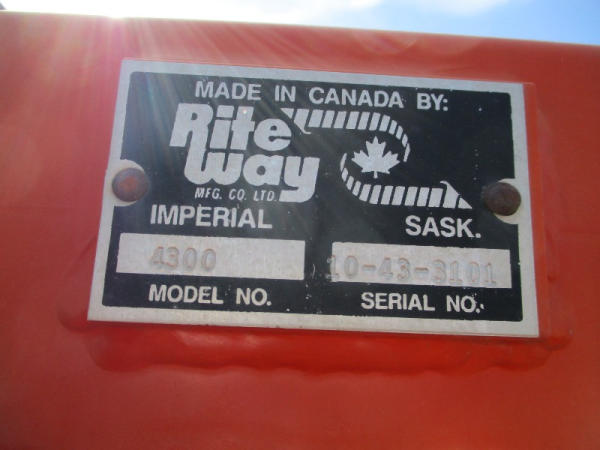 MADE IN CANADA BY:
Rite
Way
MFG. CO. LTD.
IMPERIAL SASK.
4300 10-43-3101
MODEL NO. SERIAL NO.